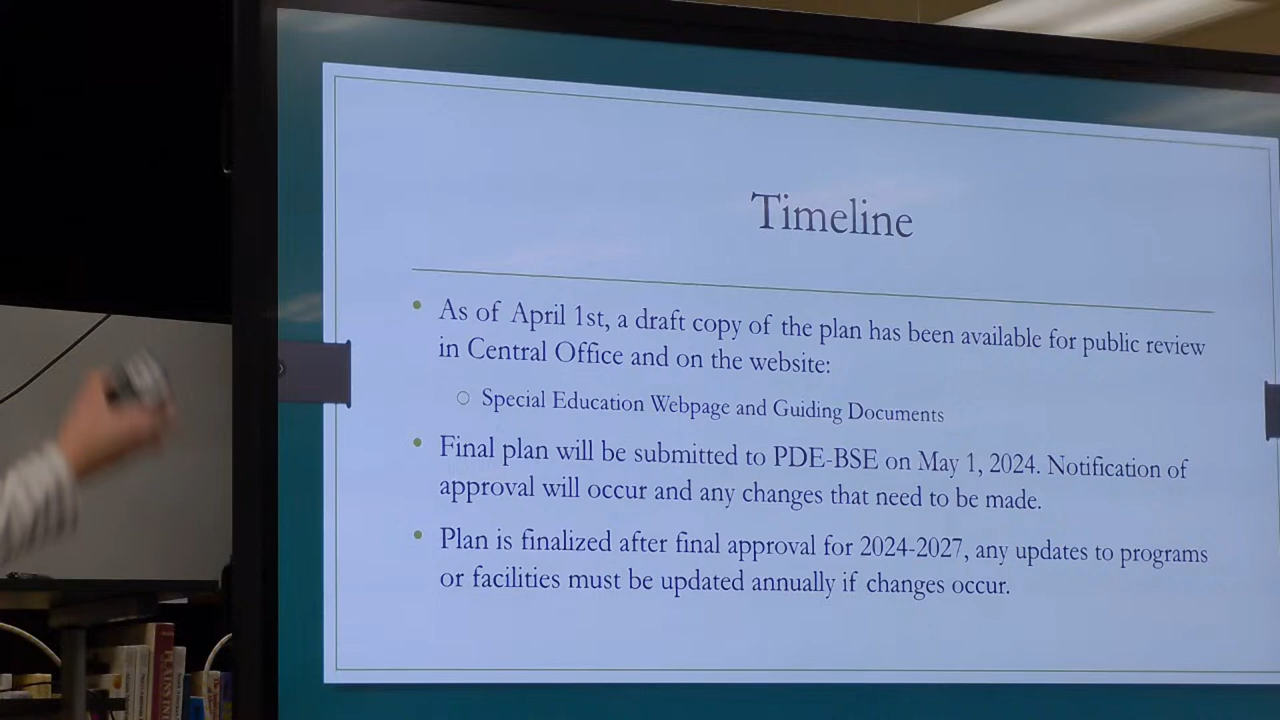 Timeline
As of April 1st, a draft copy of the plan has been available for public review
in Central Office and on the website:
Special Education Webpage and Guiding Documents
Final plan will be submitted to PDE-BSE on May 1, 2024. Notification of
approval will occur and any changes that need to be made.
Plan is finalized after final approval for 2024-2027, any updates to programs
or facilities must be updated annually if changes occur.